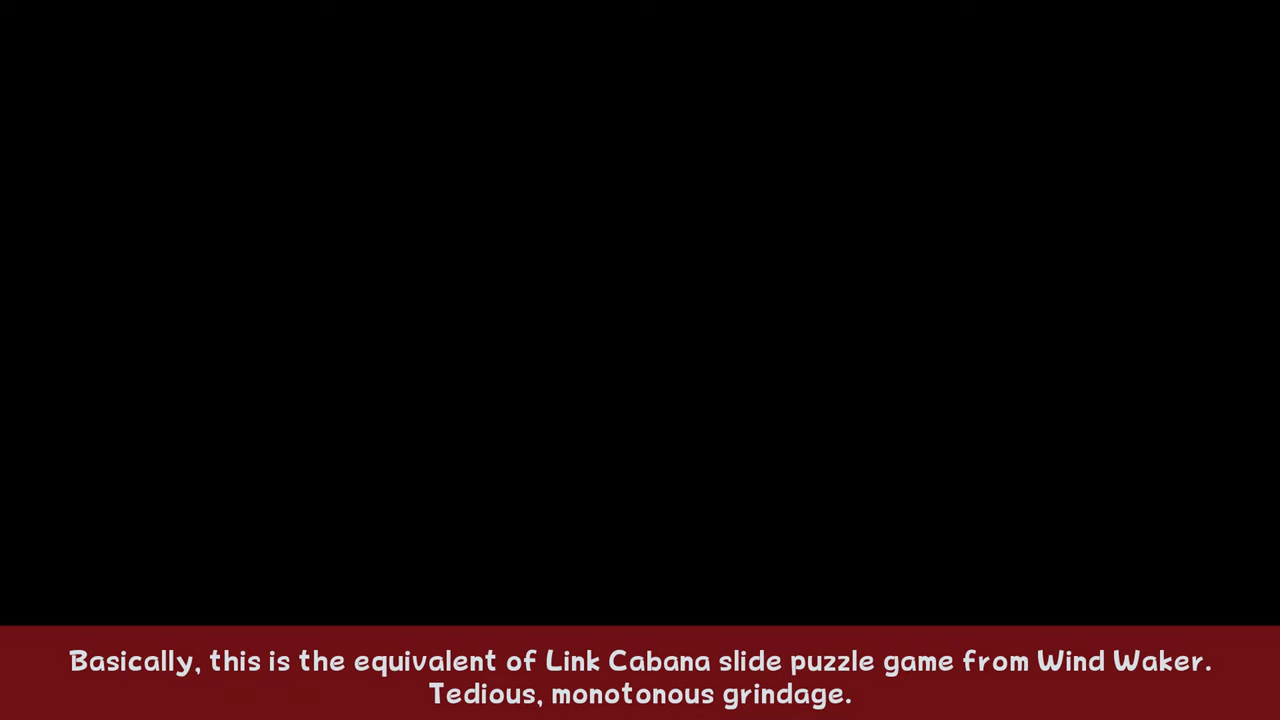 Basically, this is the equivalent of Link Cabana slide puzzle game from Wind Waker.
Tedious, monotonous grindage.